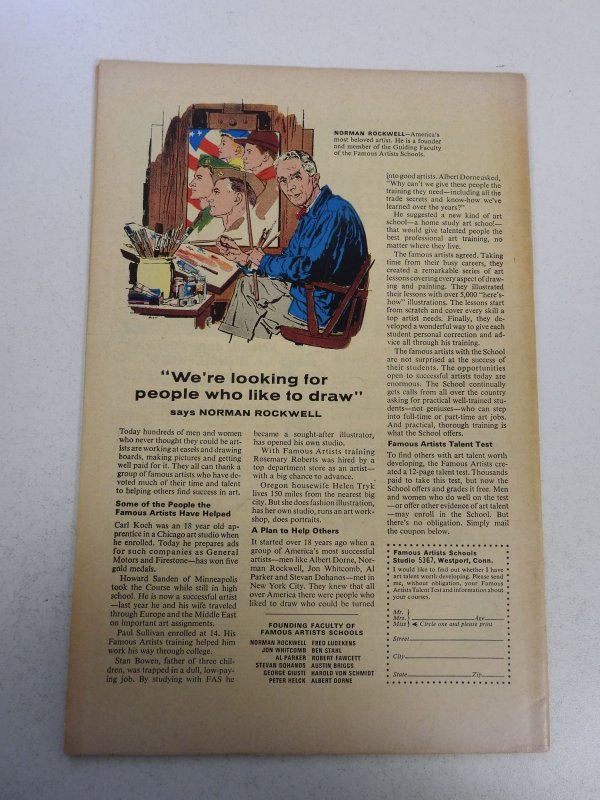 NORMAN ROCKWELL—America's
most beloved artist. He is a founder
and member of the Guiding Faculty
of the Famous Artists Schools.
"We're looking for
people who like to draw"
says NORMAN ROCKWELL
Today hundreds of men and women
who never thought they could be art-
ists are working at easels and drawing
boards, making pictures and getting
well paid for it. They all can thank a
group of famous artists who have de-
voted much of their time and talent
to helping others find success in art.
Some of the People the
Famous Artists Have Helped
Carl Koch was an 18 year old ap-
prentice in a Chicago art studio when
he enrolled. Today he prepares ads
for such companies as General
Motors and Firestone—has won five
gold medals.
Howard Sanden of Minneapolis
took the Course while still in high
school. He is now a successful artist
—last year he and his wife traveled
through Europe and the Middle East
on important art assignments.
Paul Sullivan enrolled at 14. His
Famous Artists training helped him
work his way through college.
Stan Bowen, father of three chil-
dren, was trapped in a dull, low-pay-
ing job. By studying with FAS he
became a sought-after illustrator,
has opened his own studio.
With Famous Artists training
Rosemary Roberts was hired by a
top department store as an artist—
with a big chance to advance.
Oregon housewife Helen Tryk
lives 150 miles from the nearest big
city. But she does fashion illustration,
has her own studio, runs an art work-
shop, does portraits.
A Plan to Help Others
It started over 18 years ago when a
group of America's most successful
artists—men like Albert Dorne, Nor-
man Rockwell, Jon Whitcomb, Al
Parker and Stevan Dohanos—met in
New York City. They knew that all
over America there were people who
liked to draw who could be turned
into good artists. Albert Dorne asked,
"Why can't we give these people the
training they need—including all the
trade secrets and know-how we've
learned over the years?"
He suggested a new kind of art
school—a home study art school—
that would give talented people the
best professional art training, no
matter where they live.
The famous artists agreed. Taking
time from their busy careers, they
created a remarkable series of art
lessons covering every aspect of draw-
ing and painting. They illustrated
their lessons with over 5,000 "here's-
how" illustrations. The lessons start
from scratch and cover every skill a
top artist needs. Finally, they de-
veloped a wonderful way to give each
student personal correction and ad-
vice all through his training.
The famous artists with the School
are not surprised at the success of
their students. The opportunities
open to successful artists today are
enormous. The School continually
gets calls from all over the country
asking for practical well-trained stu-
dents—not geniuses—who can step
into full-time or part-time art jobs.
And practical, thorough training is
what the School offers.
Famous Artists Talent Test
To find others with art talent worth
developing, the Famous Artists cre-
ated a 12-page talent test. Thousands
paid to take this test, but now the
School offers and grades it free. Men
and women who do well on the test
—or offer other evidence of art talent
—may enroll in the School. But
there's no obligation. Simply mail
the coupon below.
FOUNDING FACULTY OF
FAMOUS ARTISTS SCHOOLS
NORMAN ROCKWELL FRED LUDEKENS
JON WHITCOMB BEN STAHL
AL PARKER ROBERT FAWCETT
STEVAN DOHANOS AUSTIN BRIGGS
GEORGE GIUSTI HAROLD VON SCHMIDT
PETER HELCK ALBERT DORNE
Famous Artists Schools
Studio 5367, Westport, Conn.
I would like to find out whether I have
art talent worth developing. Please send
me, without obligation, your Famous
Artists Talent Test and information about
your courses.
Mr.
Mrs. Age
Miss Circle one and please print
Street
City
State Zip